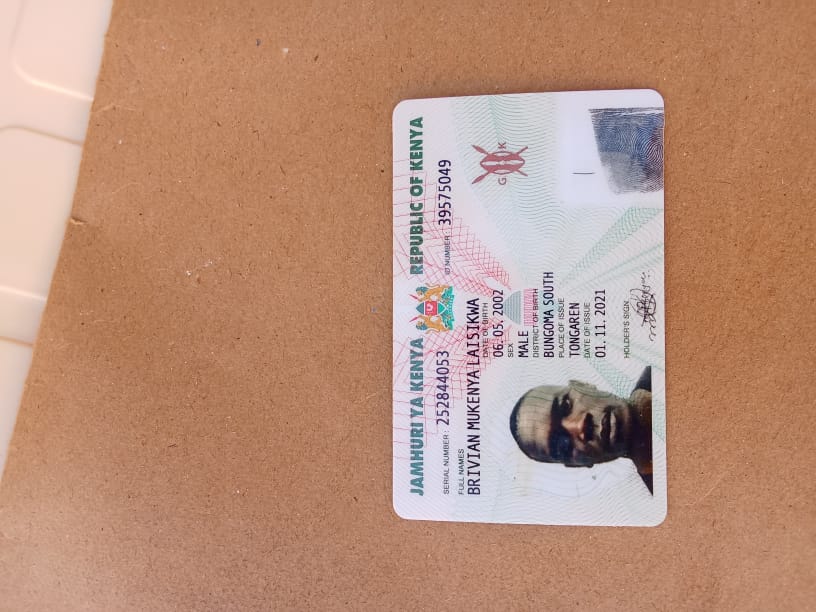 JAMHURI YA KENYA REPUBLIC OF KENYA
SERIAL NUMBER: 252844053 ID NUMBER: 39575049
FULL NAMES
BRIVIAN MUKENYA LAISIKWA
DATE OF BIRTH
06.05.2002
SEX
MALE
DISTRICT OF BIRTH
BUNGOMA SOUTH
PLACE OF ISSUE
TONGAREN
DATE OF ISSUE
01.11.2021
HOLDER'S SIGN.
G K